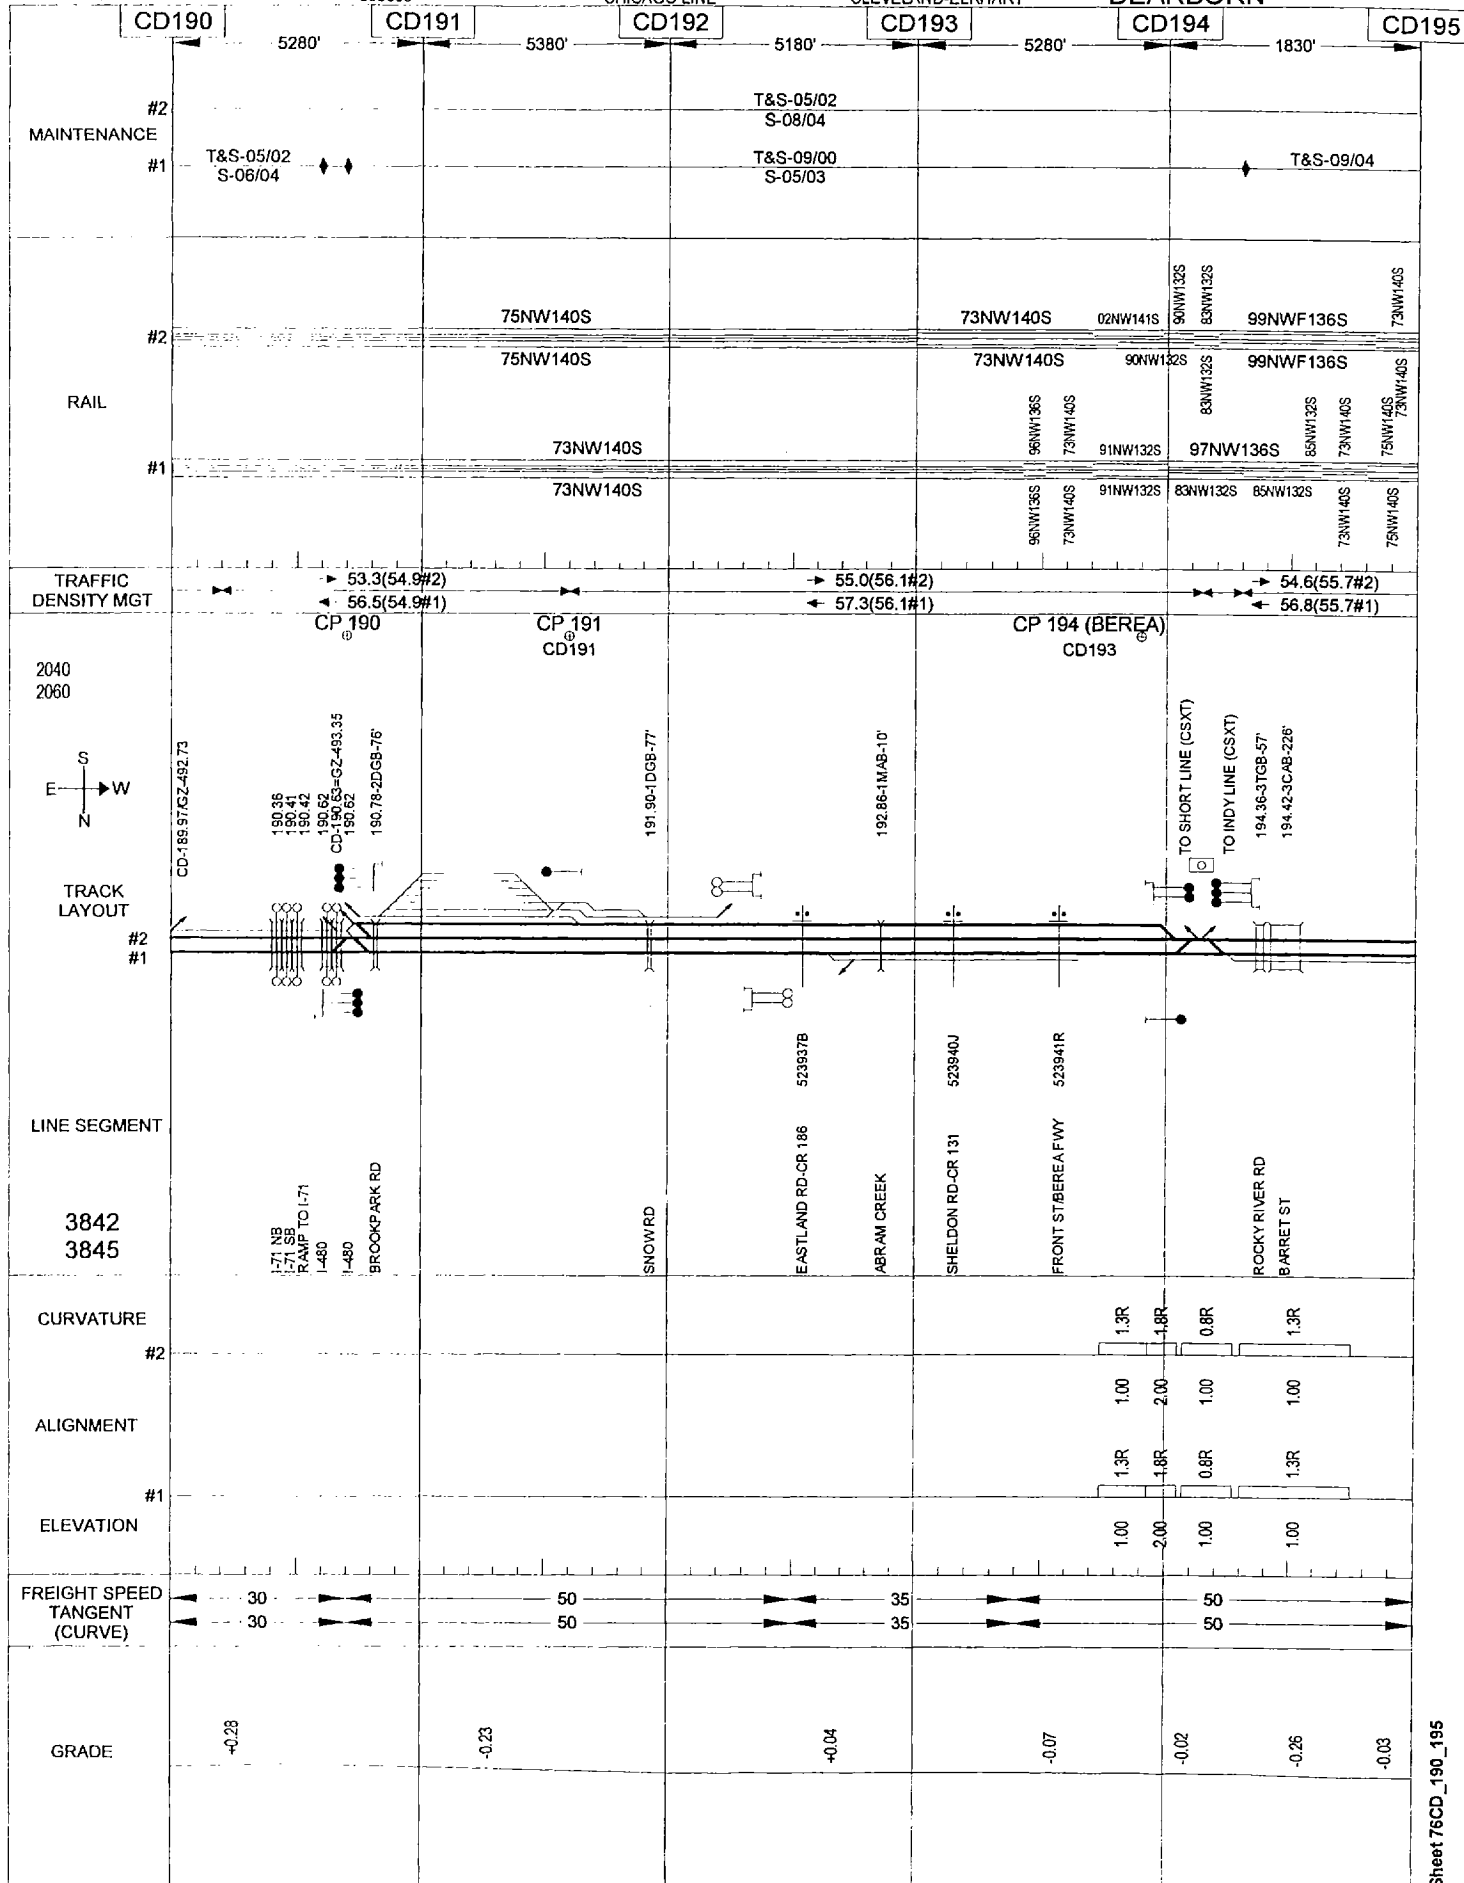 CHICAGO LINE
CLEVELAND-ELKHART
DEARBORN
CD190 CD191 CD192 CD193 CD194 CD195
5280' 5380' 5180' 5280' 1830'
MAINTENANCE
#2
T&S-05/02
S-08/04
#1
T&S-05/02
S-06/04
T&S-09/00
S-05/03
T&S-09/04
RAIL
90NW132S
83NW132S
73NW140S
75NW140S 73NW140S 02NW141S 99NWF136S
#2
75NW140S 73NW140S 90NW132S 99NWF136S
83NW132S
73NW140S
96NW136S
73NW140S
85NW132S
73NW140S
75NW140S
73NW140S 91NW132S 97NW136S
#1
73NW140S 91NW132S 83NW132S 85NW132S
96NW136S
73NW140S
73NW140S
75NW140S
TRAFFIC
DENSITY MGT
53.3(54.9#2) 55.0(56.1#2) 54.6(55.7#2)
56.5(54.9#1) 57.3(56.1#1) 56.8(55.7#1)
CP 190 CP 191 CP 194 (BEREA)
CD191 CD193
2040
2060
S
E W
N
CD-189.97/GZ-492.73
190.36
190.41
190.42
190.62
CD-190.63=GZ-493.35
190.62
190.78-2DGB-76'
191.90-1DGB-77'
192.86-1MAB-10'
TO SHORT LINE (CSXT)
TO INDY LINE (CSXT)
194.36-3TGB-57'
194.42-3CAB-226'
TRACK
LAYOUT
#2
#1
523937B
523940J
523941R
LINE SEGMENT
3842
3845
I-71 NB
I-71 SB
RAMP TO I-71
I-480
I-480
BROOKPARK RD
SNOW RD
EASTLAND RD-CR 186
ABRAM CREEK
SHELDON RD-CR 131
FRONT ST/BEREA FWY
ROCKY RIVER RD
BARRET ST
CURVATURE
1.3R 1.8R 0.8R 1.3R
#2
1.00 2.00 1.00 1.00
ALIGNMENT
1.3R 1.8R 0.8R 1.3R
#1
1.00 2.00 1.00 1.00
ELEVATION
FREIGHT SPEED
TANGENT
(CURVE)
30 50 35 50
30 50 35 50
GRADE
+0.28 -0.23 +0.04 -0.07 -0.02 -0.26 -0.03
Sheet 76CD_190_195